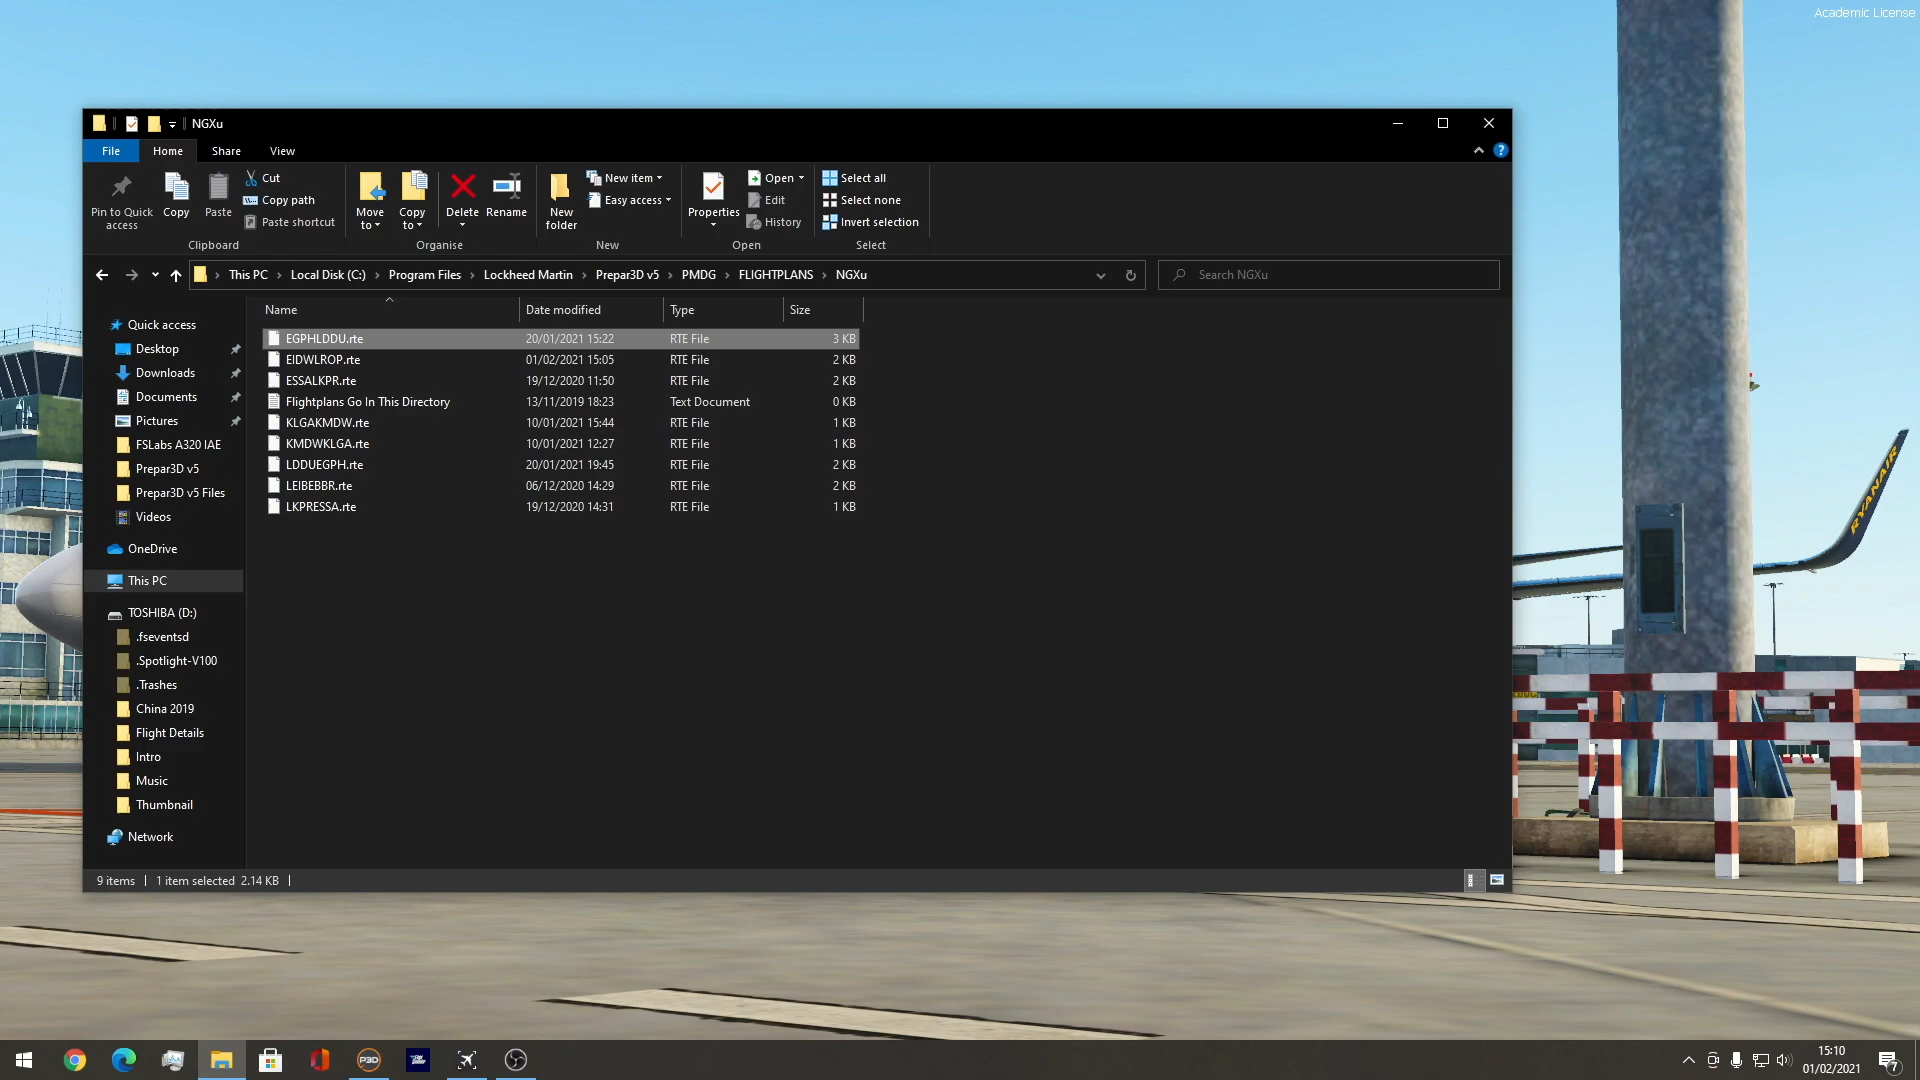 Academic License
NGXu
File Home Share View
Pin to Quick access
Copy
Paste
Cut
Copy path
Paste shortcut
Clipboard
Move to
Copy to
Delete
Rename
Organise
New folder
New item
Easy access
New
Properties
Open
Edit
History
Open
Select all
Select none
Invert selection
Select
This PC Local Disk (C:) Program Files Lockheed Martin Prepar3D v5 PMDG FLIGHTPLANS NGXu
Search NGXu
Name Date modified Type Size
EGPHLDDU.rte 20/01/2021 15:22 RTE File 3 KB
EIDWLROP.rte 01/02/2021 15:05 RTE File 2 KB
ESSALKPR.rte 19/12/2020 11:50 RTE File 2 KB
Flightplans Go In This Directory 13/11/2019 18:23 Text Document 0 KB
KLGAKMDW.rte 10/01/2021 15:44 RTE File 1 KB
KMDWKLGA.rte 10/01/2021 12:27 RTE File 1 KB
LDDUEGPH.rte 20/01/2021 19:45 RTE File 2 KB
LEIBEBBR.rte 06/12/2020 14:29 RTE File 2 KB
LKPRESSA.rte 19/12/2020 14:31 RTE File 1 KB
Quick access
Desktop
Downloads
Documents
Pictures
FSLabs A320 IAE
Prepar3D v5
Prepar3D v5 Files
Videos
OneDrive
This PC
TOSHIBA (D:)
.fseventsd
.Spotlight-V100
.Trashes
China 2019
Flight Details
Intro
Music
Thumbnail
Network
9 items 1 item selected 2.14 KB
RYANAIR
P3D
15:10
01/02/2021
7